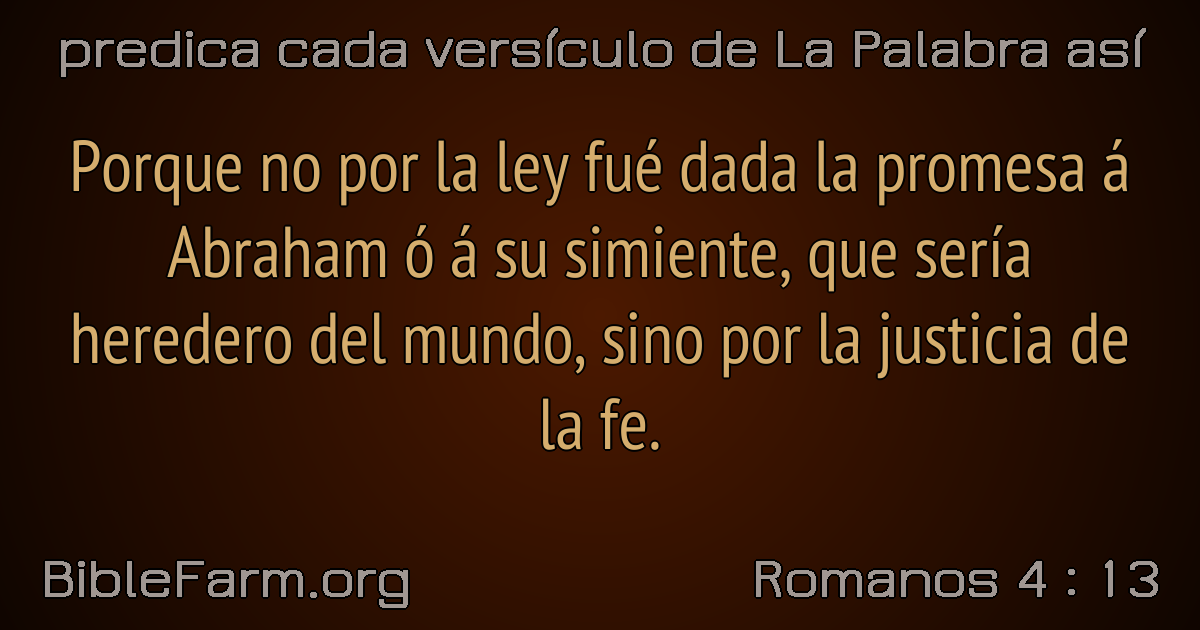 predica cada versículo de La Palabra así
Porque no por la ley fué dada la promesa á
Abraham ó á su simiente, que sería
heredero del mundo, sino por la justicia de
la fe.
BibleFarm.org
Romanos 4 : 13